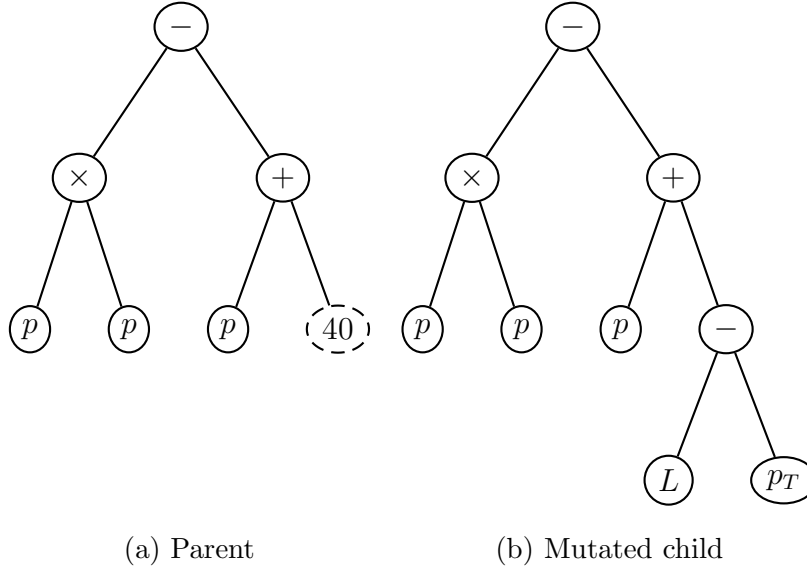 − −
× + × +
p p p 40 p p p −
L p_T
(a) Parent (b) Mutated child